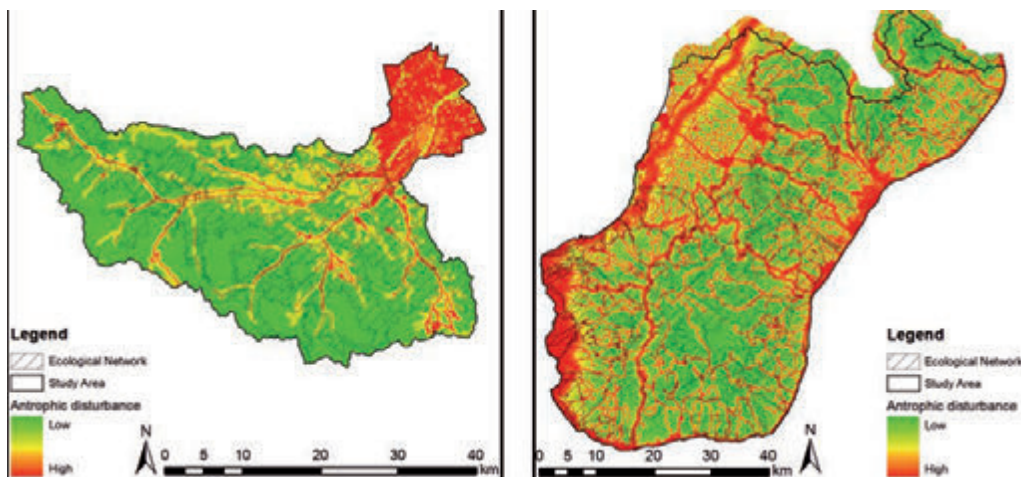 Legend
Ecological Network
Study Area
Antrophic disturbance
Low
High
N
0 5 10 20 30 40
km
Legend
Ecological Network
Study Area
Antrophic disturbance
Low
High
N
0 5 10 20 30 40
km